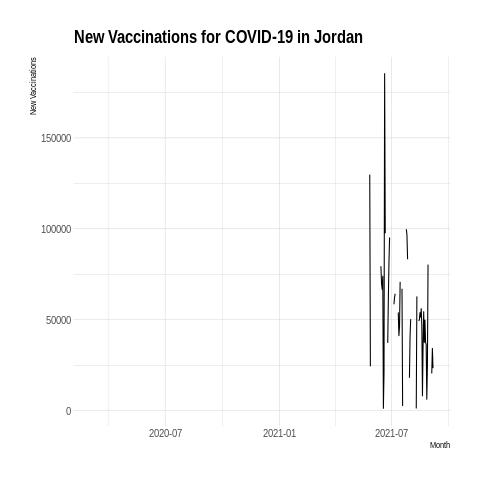 New Vaccinations for COVID-19 in Jordan
New Vaccinations
150000
100000
50000
0
2020-07 2021-01 2021-07
Month